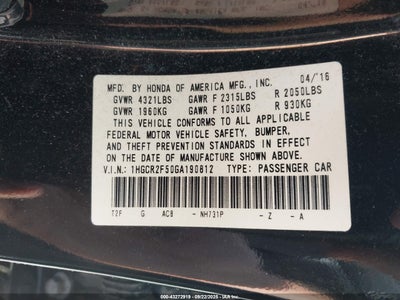 MFD. BY HONDA OF AMERICA MFG., INC. 04/16
GVWR 4321LBS GAWR F 2315LBS R 2050LBS
GVWR 1960KG GAWR F 1050KG R 930KG
THIS VEHICLE CONFORMS TO ALL APPLICABLE
FEDERAL MOTOR VEHICLE SAFETY, BUMPER,
AND THEFT PREVENTION STANDARDS IN EFFECT
ON THE DATE OF MANUFACTURE SHOWN ABOVE.
V.I.N.: 1HGCR2F50GA190812 TYPE: PASSENGER CAR
T2F G AC8 - NH731P - Z - A
000-43272919 - 09/22/2025 - IAA Inc.